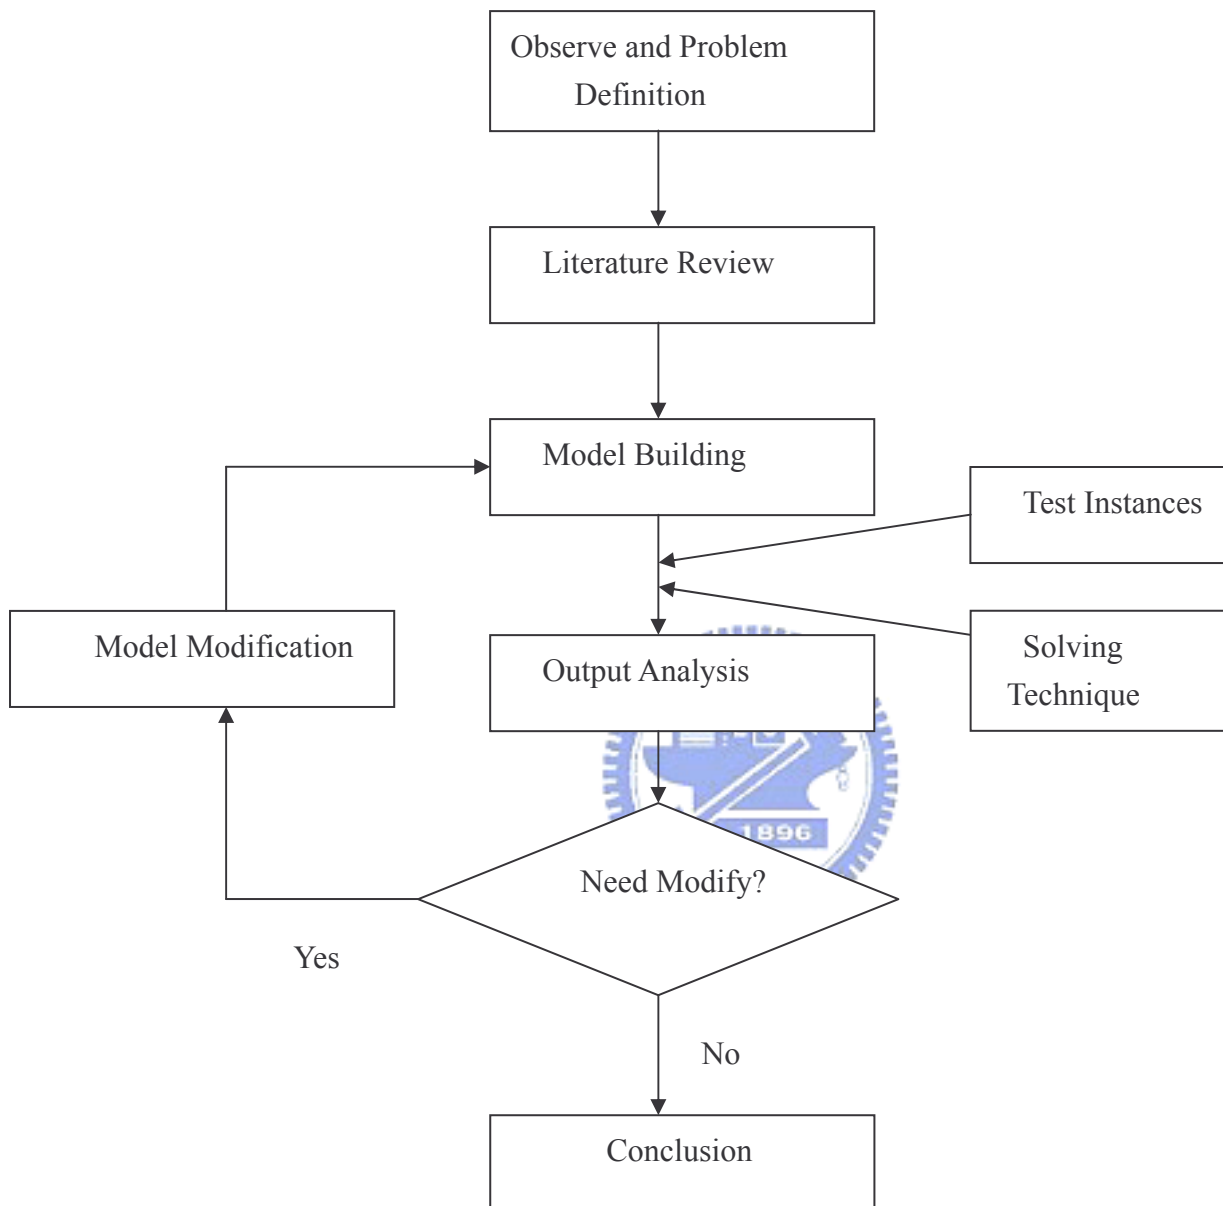 Observe and Problem
Definition
Literature Review
Model Building
Test Instances
Model Modification
Output Analysis
Solving
Technique
1896
Need Modify?
Yes
No
Conclusion